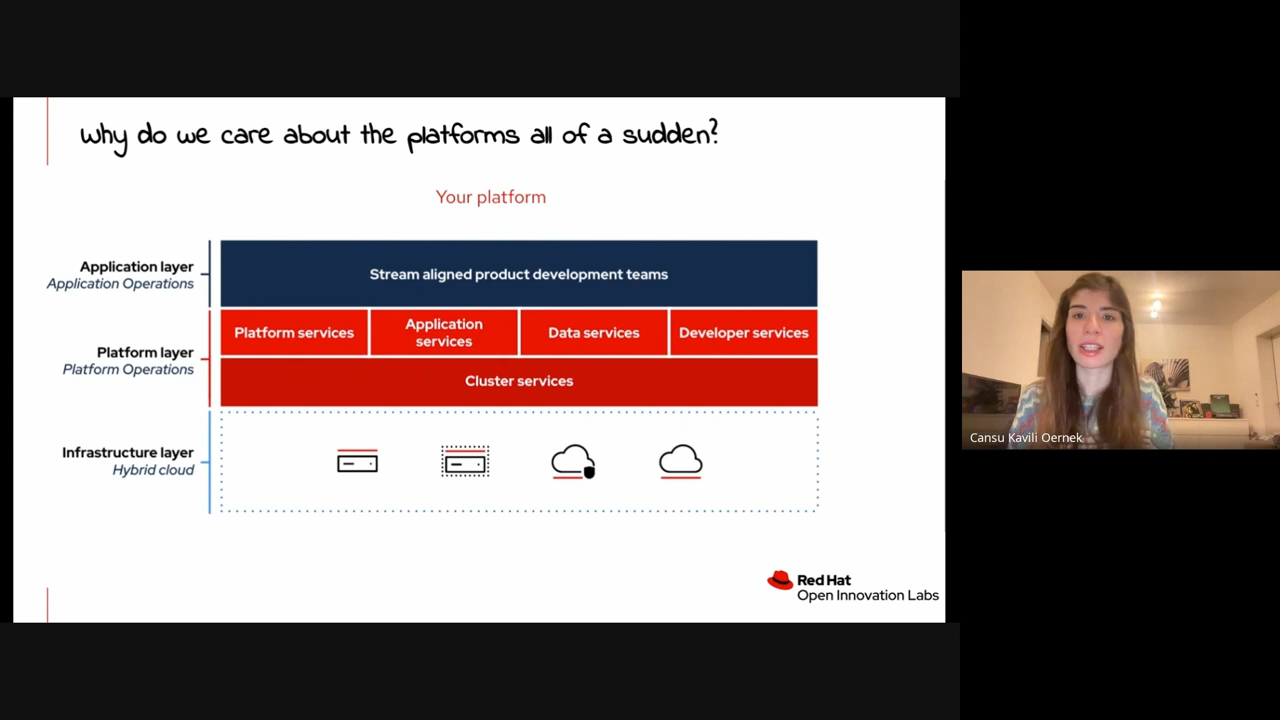 why do we care about the platforms all of a sudden?
Your platform
Application layer
Application Operations
Stream aligned product development teams
Platform services
Application
services
Data services
Developer services
Platform layer
Platform Operations
Cluster services
Infrastructure layer
Hybrid cloud
Red Hat
Open Innovation Labs
Cansu Kavili Oernek